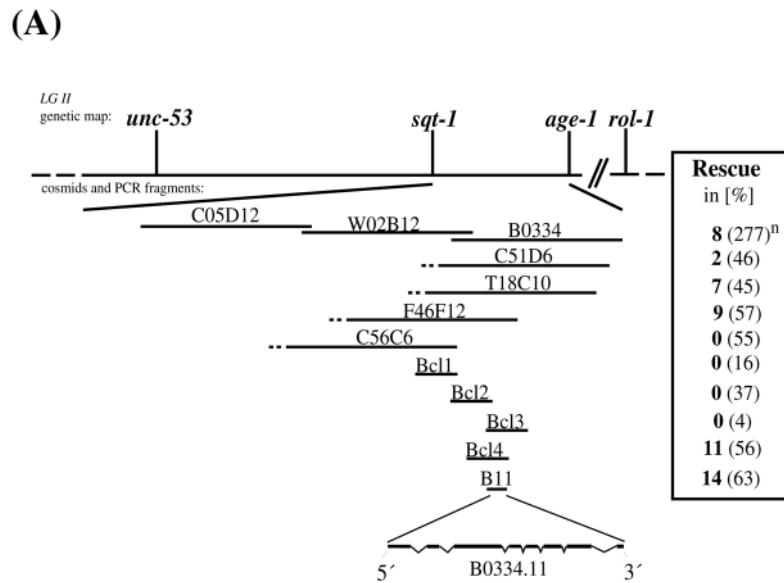 (A)
LG II
genetic map: unc-53 sqt-1 age-1 rol-1
cosmids and PCR fragments:
Rescue
in [%]
C05D12
W02B12 B0334 8 (277)ⁿ
C51D6 2 (46)
T18C10 7 (45)
F46F12 9 (57)
C56C6 0 (55)
Bcl1 0 (16)
Bcl2 0 (37)
Bcl3 0 (4)
Bcl4 11 (56)
B11 14 (63)
5´ B0334.11 3´